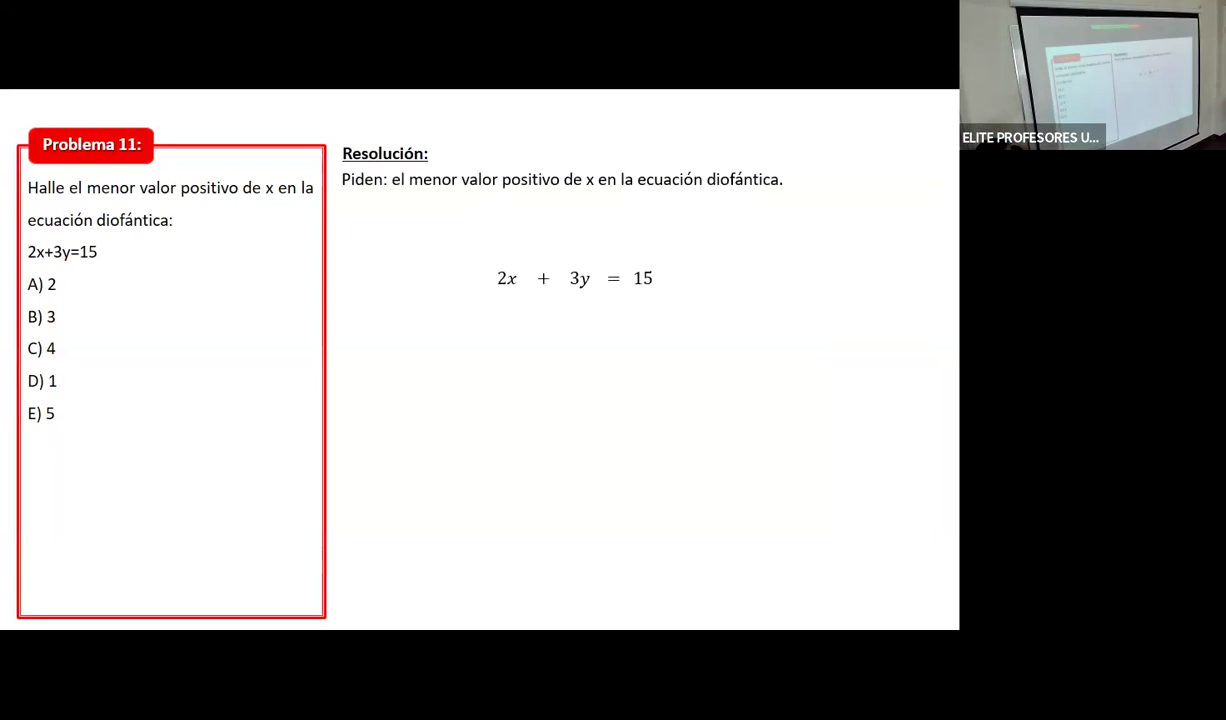 Problema 11:
Halle el menor valor positivo de x en la
ecuación diofántica:
2x+3y=15
A) 2
B) 3
C) 4
D) 1
E) 5
Resolución:
Piden: el menor valor positivo de x en la ecuación diofántica.
2x + 3y = 15
ELITE PROFESORES U...